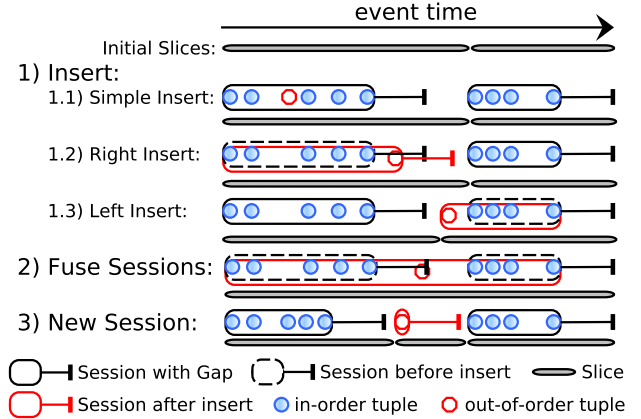 event time
Initial Slices:
1) Insert:
1.1) Simple Insert:
1.2) Right Insert:
1.3) Left Insert:
2) Fuse Sessions:
3) New Session:
Session with Gap Session before insert Slice
Session after insert in-order tuple out-of-order tuple